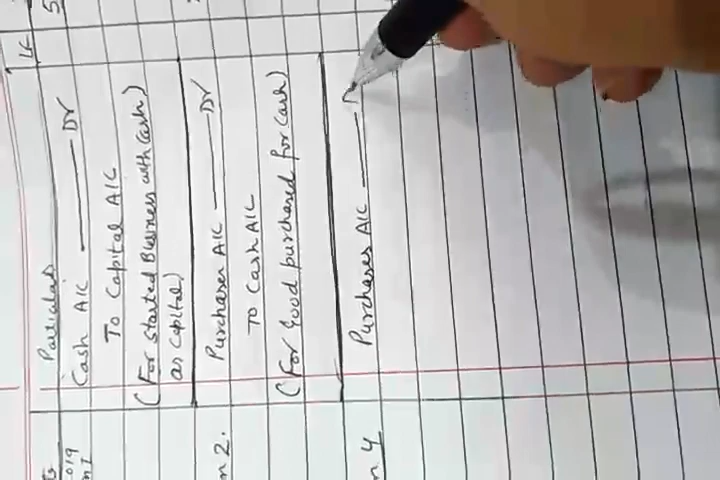 Particulars L.F
2019
Cash A/C Dr
To Capital A/C
(For Started Business with Cash)
as capital)
n 2. Purchases A/C Dr
To Cash A/C
(For Good purchased for Cash)
n 4 Purchases A/C